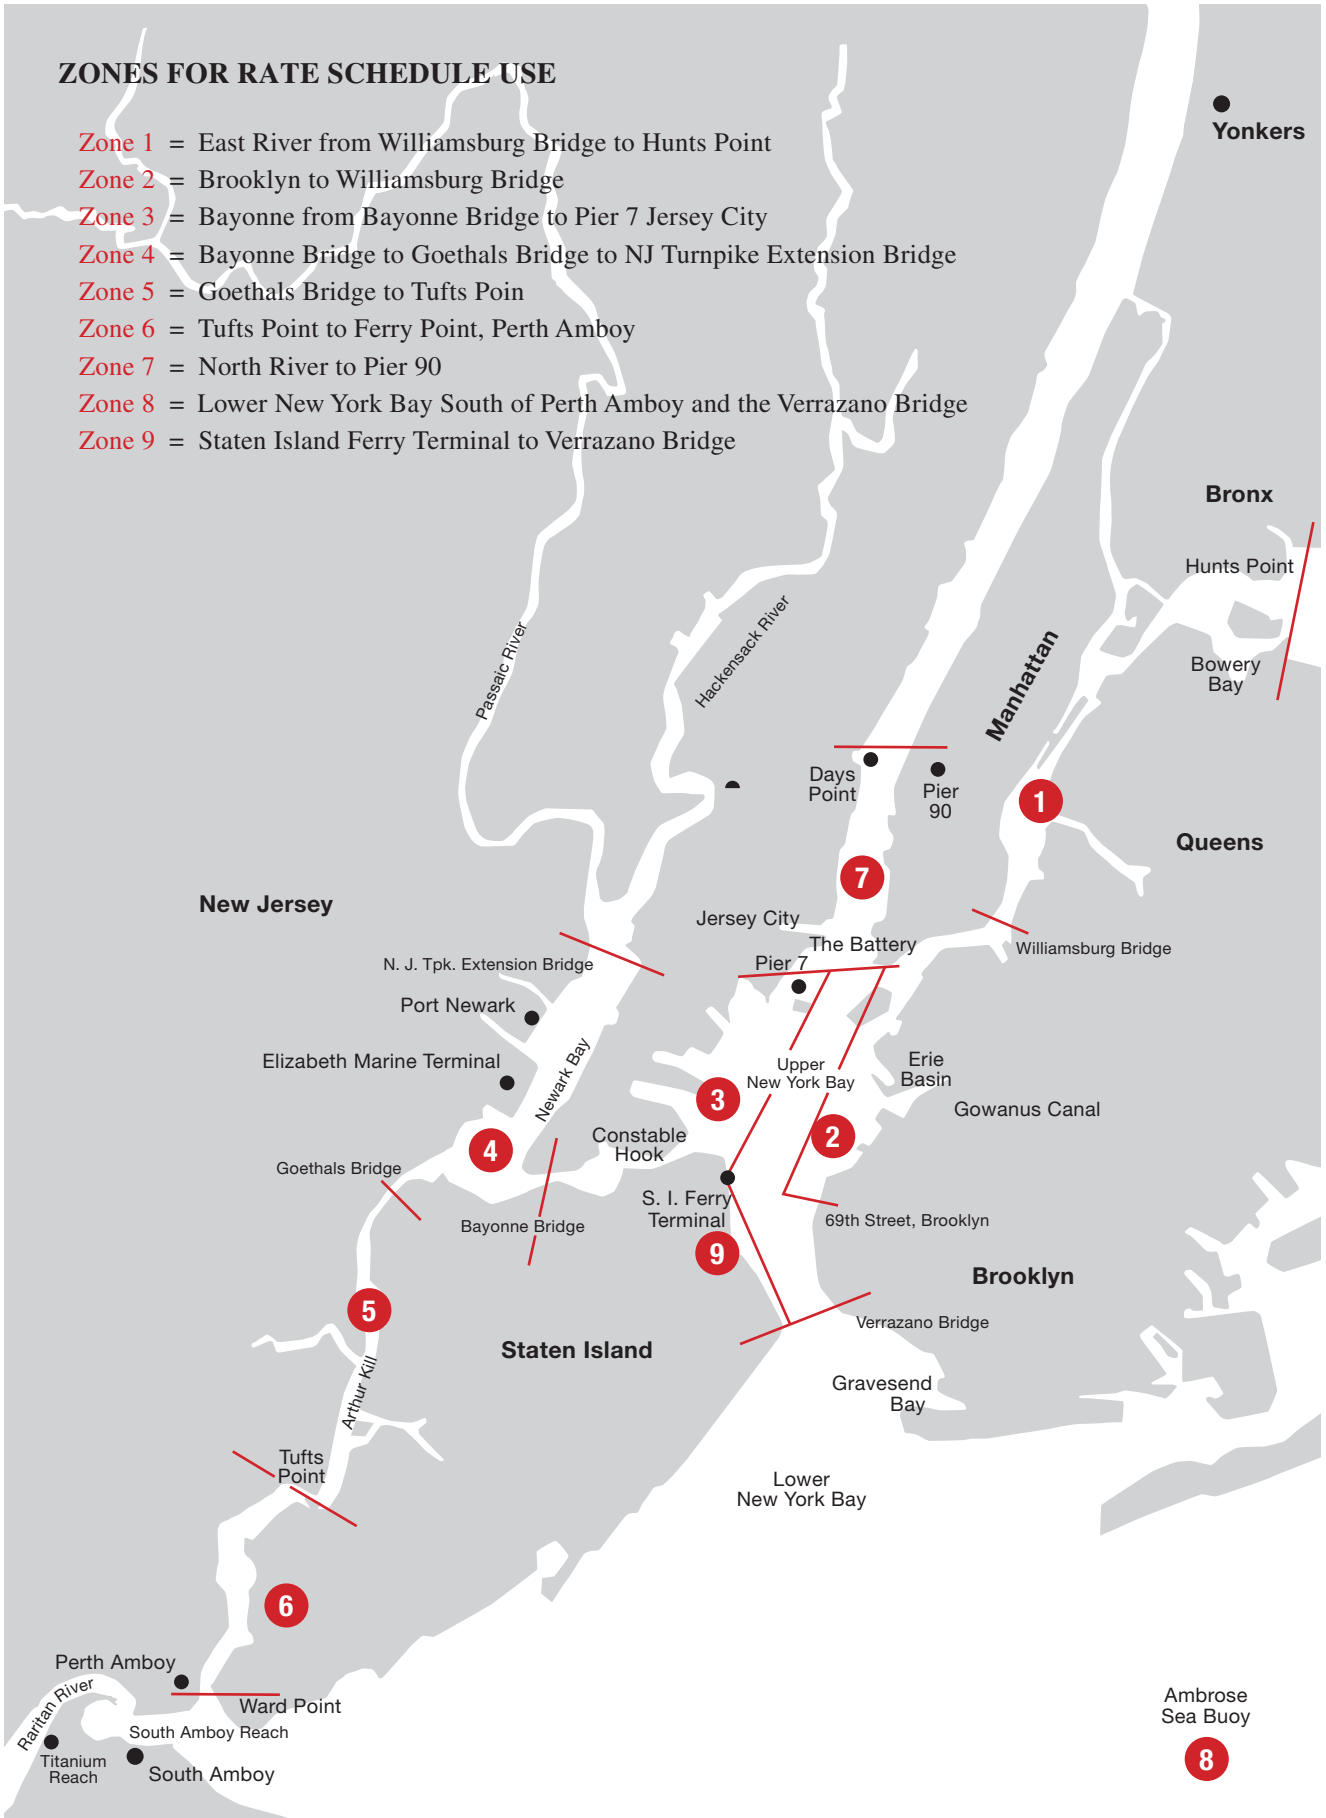 ZONES FOR RATE SCHEDULE USE
Zone 1 = East River from Williamsburg Bridge to Hunts Point
Zone 2 = Brooklyn to Williamsburg Bridge
Zone 3 = Bayonne from Bayonne Bridge to Pier 7 Jersey City
Zone 4 = Bayonne Bridge to Goethals Bridge to NJ Turnpike Extension Bridge
Zone 5 = Goethals Bridge to Tufts Poin
Zone 6 = Tufts Point to Ferry Point, Perth Amboy
Zone 7 = North River to Pier 90
Zone 8 = Lower New York Bay South of Perth Amboy and the Verrazano Bridge
Zone 9 = Staten Island Ferry Terminal to Verrazano Bridge
Yonkers
Bronx
Hunts Point
Bowery
Bay
Manhattan
Passaic River
Hackensack River
Days
Point
Pier
90
1
Queens
7
New Jersey
Jersey City
The Battery
Williamsburg Bridge
N. J. Tpk. Extension Bridge
Pier 7
Port Newark
Elizabeth Marine Terminal
Newark Bay
Upper
New York Bay
Erie
Basin
3
Gowanus Canal
2
Constable
Hook
4
Goethals Bridge
Bayonne Bridge
S. I. Ferry
Terminal
69th Street, Brooklyn
9
Brooklyn
5
Verrazano Bridge
Staten Island
Arthur Kill
Gravesend
Bay
Tufts
Point
Lower
New York Bay
6
Perth Amboy
Raritan River
Ward Point
South Amboy Reach
Titanium
Reach
South Amboy
Ambrose
Sea Buoy
8